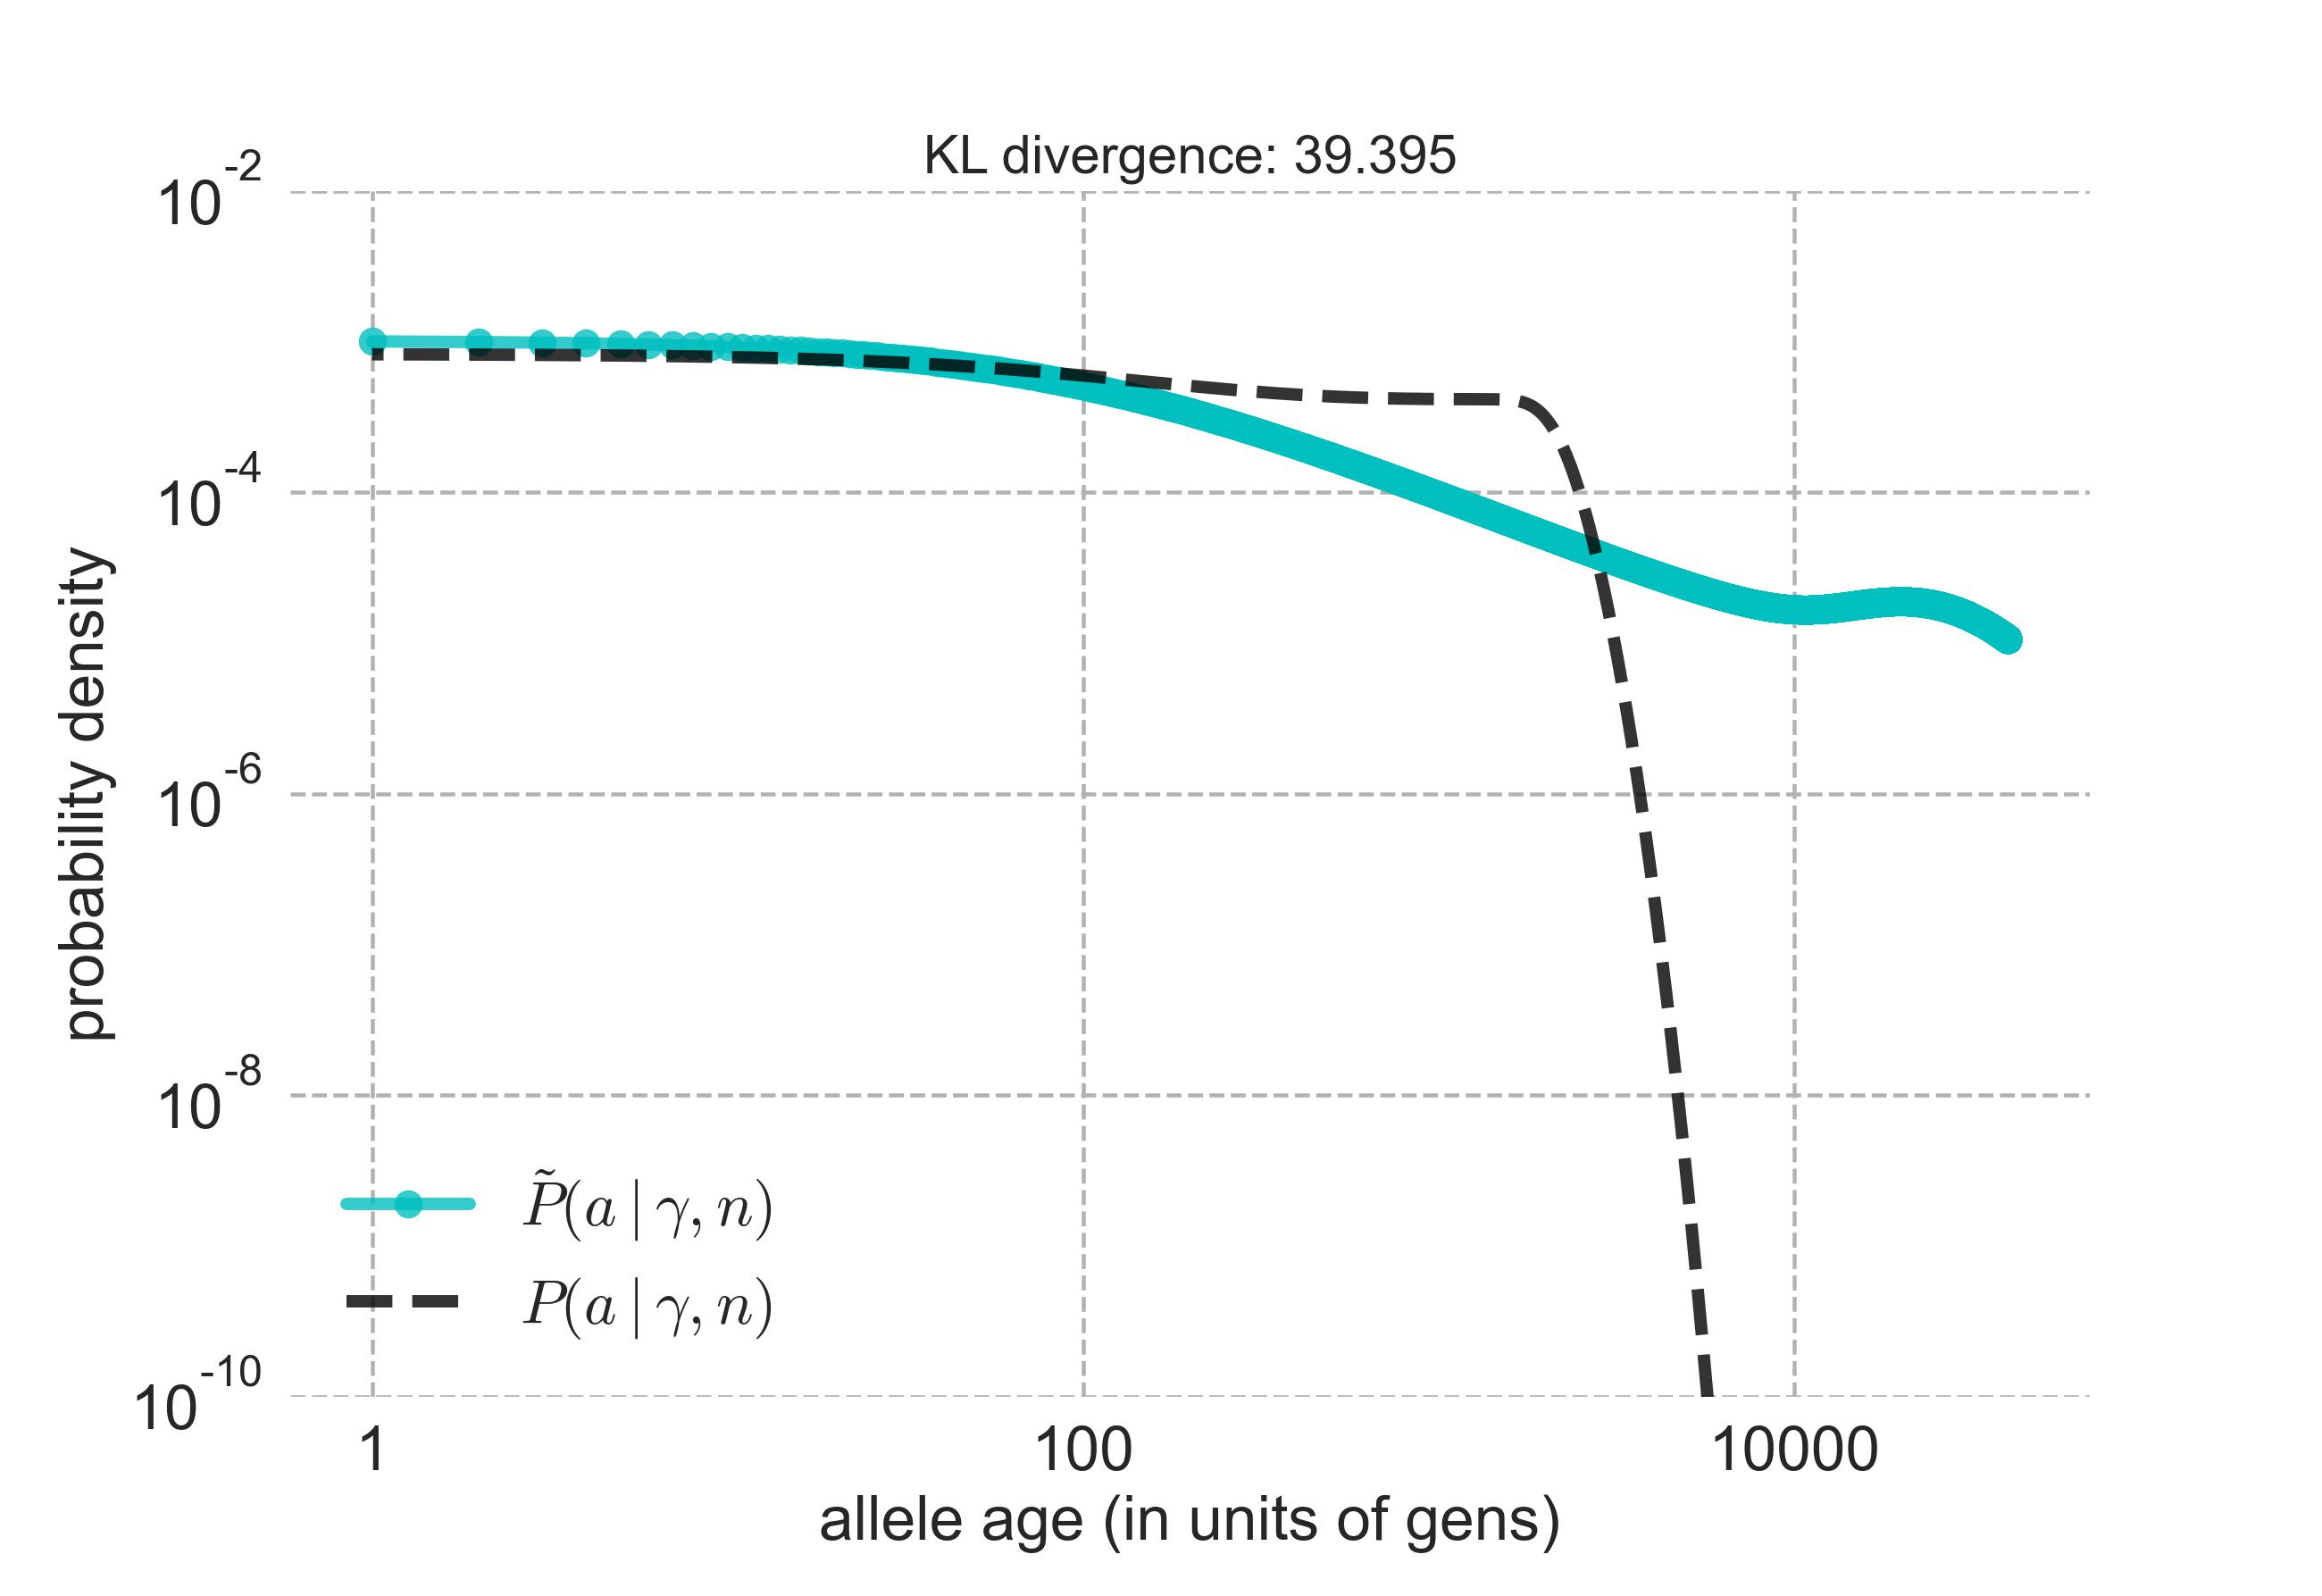 KL divergence: 39.395
probability density
10^-2
10^-4
10^-6
10^-8
10^-10
P̃(a | γ, n)
P(a | γ, n)
1 100 10000
allele age (in units of gens)